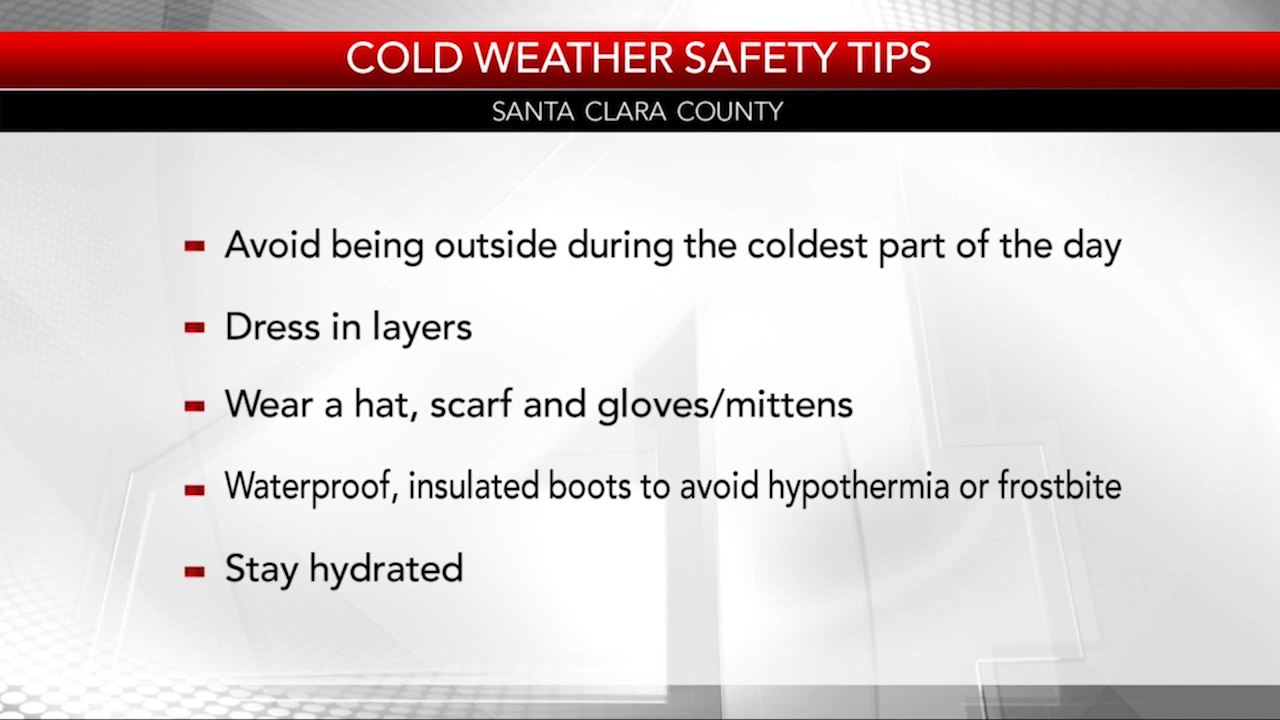 COLD WEATHER SAFETY TIPS
SANTA CLARA COUNTY
Avoid being outside during the coldest part of the day
Dress in layers
Wear a hat, scarf and gloves/mittens
Waterproof, insulated boots to avoid hypothermia or frostbite
Stay hydrated